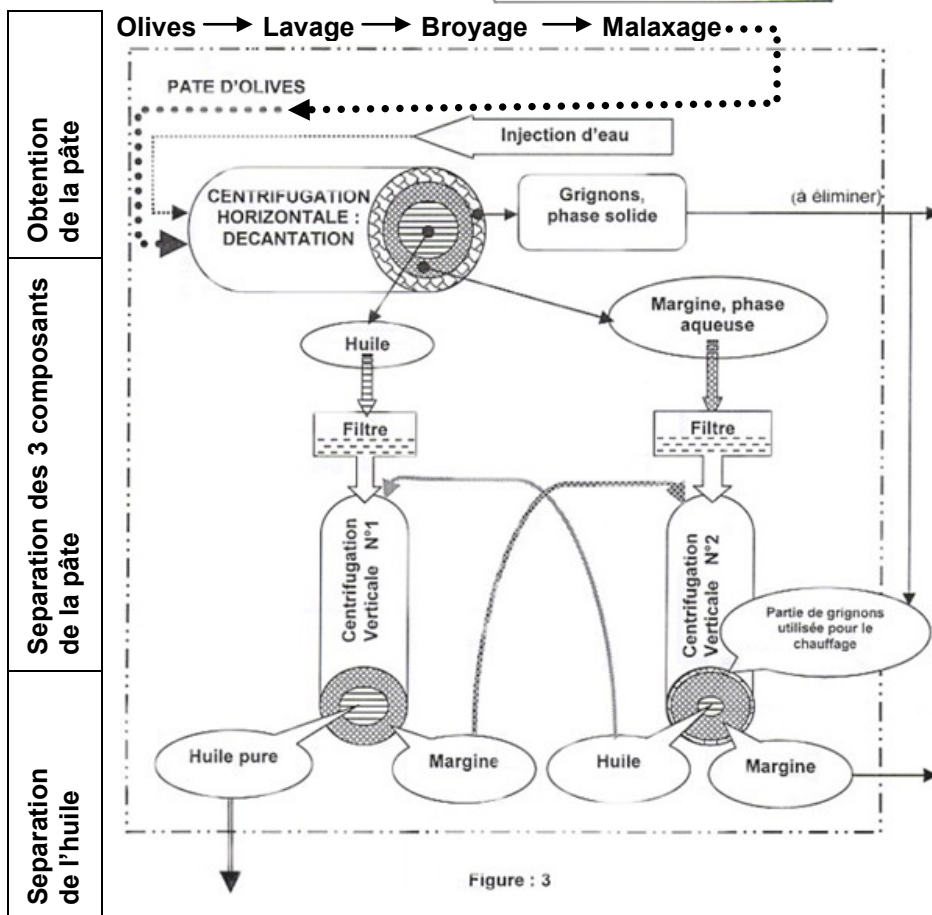 Olives → Lavage → Broyage → Malaxage
Obtention
de la pâte
PATE D'OLIVES
Injection d'eau
CENTRIFUGATION
HORIZONTALE :
DECANTATION
Grignons,
phase solide
(à éliminer)
Separation des 3 composants
de la pâte
Huile
Margine, phase
aqueuse
Filtre
Filtre
Centrifugation
Verticale N°1
Centrifugation
Verticale N°2
Partie de grignons
utilisée pour le
chauffage
Separation
de l'huile
Huile pure
Margine
Huile
Margine
Figure : 3